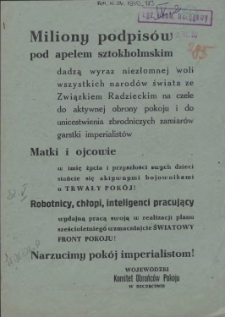 Miliony podpisów
pod apelem sztokholmskim
dadzą wyraz niezłomnej woli
wszystkich narodów świata ze
Związkiem Radzieckim na czele
do aktywnej obrony pokoju i do
unicestwienia zbrodniczych zamiarów
garstki imperialistów
Matki i ojcowie
w imię życia i przyszłości swych dzieci
stańcie się aktywnymi bojownikami
o TRWAŁY POKÓJ!
Robotnicy, chłopi, inteligenci pracujący
wydajną pracą swoją w realizacji planu
sześcioletniego wzmacniajcie ŚWIATOWY
FRONT POKOJU!
Narzucimy pokój imperialistom!
WOJEWÓDZKI
Komitet Obrońców Pokoju
W SZCZECINIE